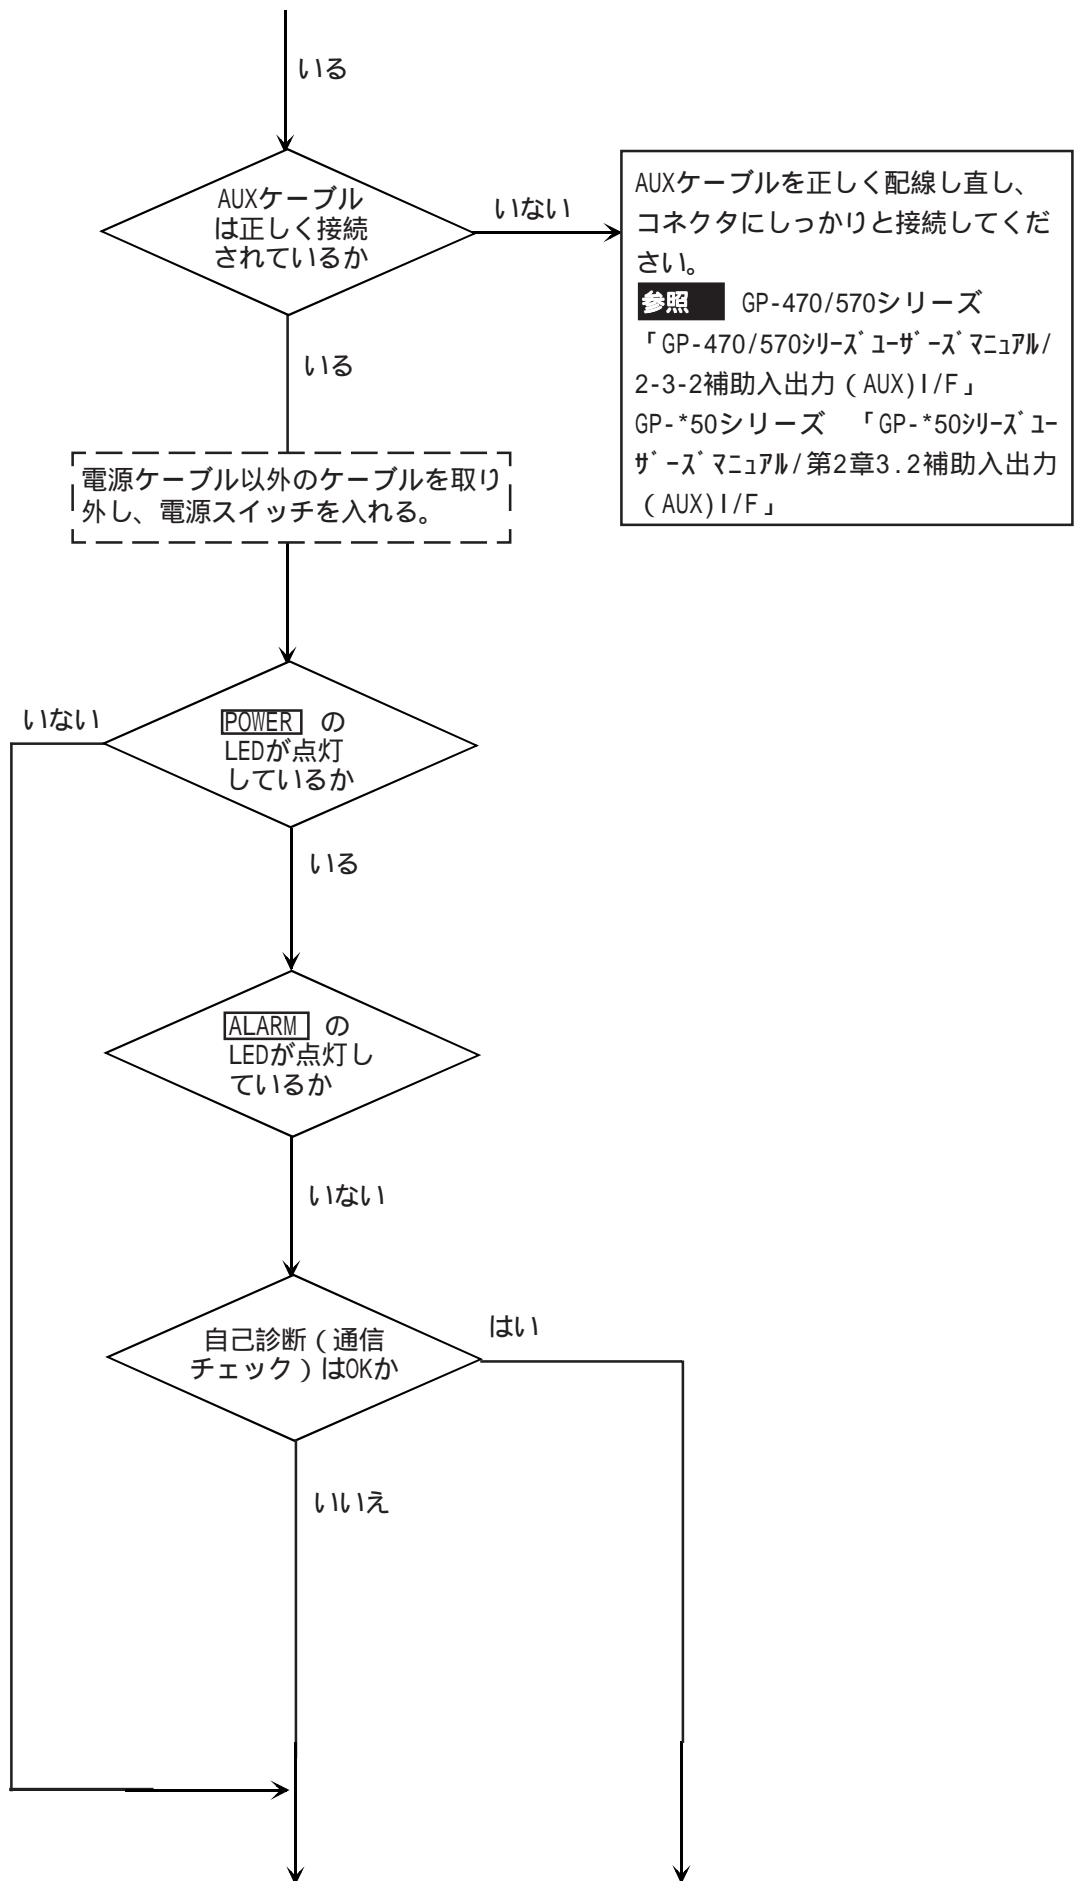 いる
AUXケーブル
は正しく接続
されているか
いない
AUXケーブルを正しく配線し直し、
コネクタにしっかりと接続してくだ
さい。
参照 GP-470/570シリーズ
「GP-470/570ｼﾘｰｽﾞﾕｰｻﾞｰｽﾞﾏﾆｭｱﾙ/
2-3-2補助入出力（AUX)I/F」
GP-*50シリーズ 「GP-*50ｼﾘｰｽﾞﾕｰ
ｻﾞｰｽﾞﾏﾆｭｱﾙ/第2章3.2補助入出力
（AUX)I/F」
いる
電源ケーブル以外のケーブルを取り
外し、電源スイッチを入れる。
いない
POWER の
LEDが点灯
しているか
いる
ALARM の
LEDが点灯し
ているか
いない
自己診断（通信
チェック）はOKか
はい
いいえ